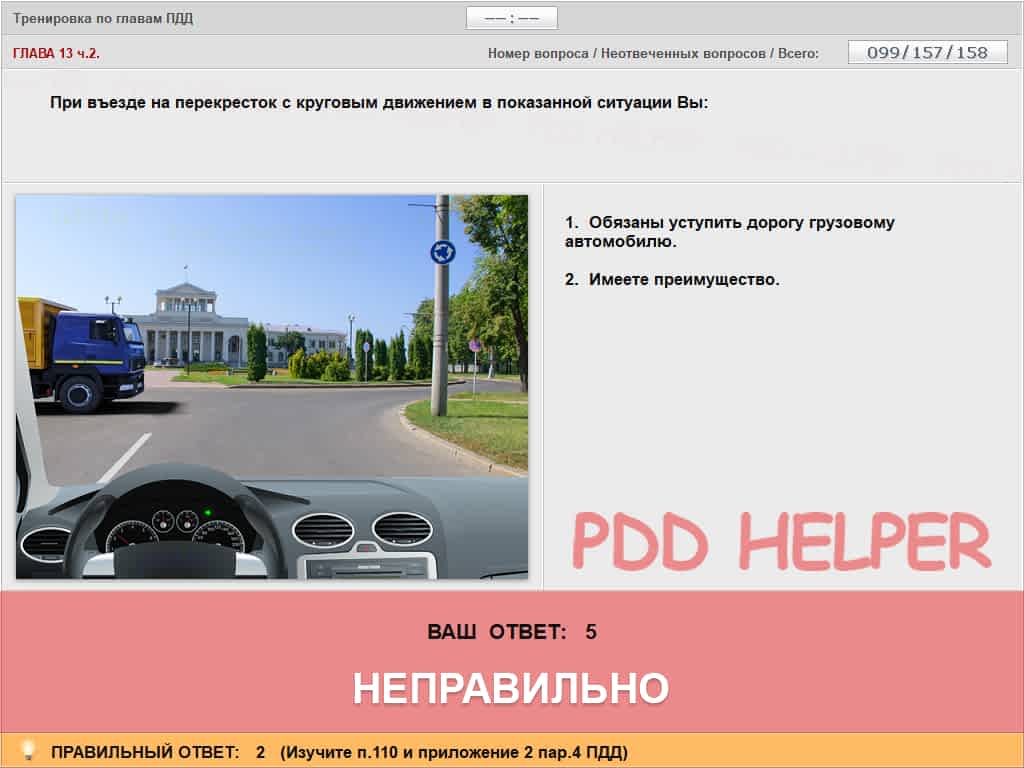 Тренировка по главам ПДД
—— : ——
ГЛАВА 13 ч.2.
Номер вопроса / Неотвеченных вопросов / Всего:
099/157/158
При въезде на перекресток с круговым движением в показанной ситуации Вы:
1. Обязаны уступить дорогу грузовому
автомобилю.
2. Имеете преимущество.
PDD HELPER
ВАШ ОТВЕТ: 5
НЕПРАВИЛЬНО
ПРАВИЛЬНЫЙ ОТВЕТ: 2 (Изучите п.110 и приложение 2 пар.4 ПДД)